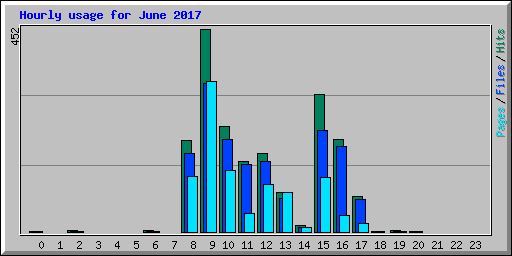 Hourly usage for June 2017
452
Pages/Files/Hits
0 1 2 3 4 5 6 7 8 9 10 11 12 13 14 15 16 17 18 19 20 21 22 23